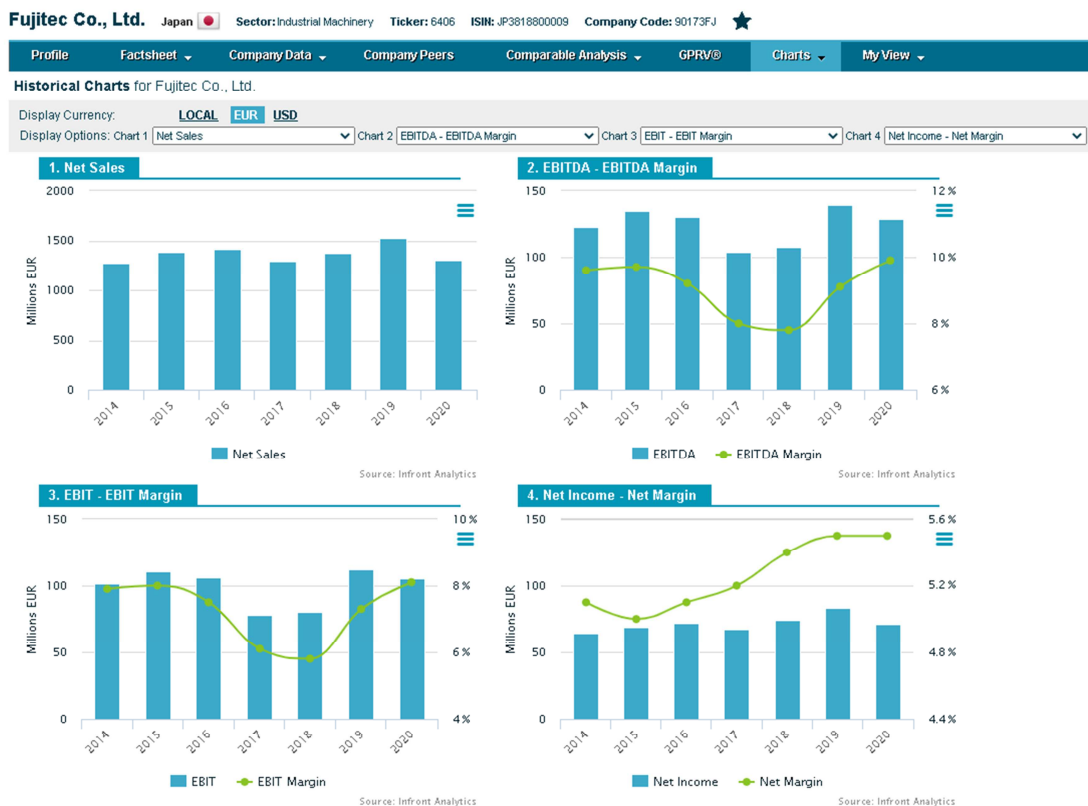 Fujitec Co., Ltd. Japan Sector: Industrial Machinery Ticker: 6406 ISIN: JP3818800009 Company Code: 90173FJ
Profile Factsheet Company Data Company Peers Comparable Analysis GPRV® Charts My View
Historical Charts for Fujitec Co., Ltd.
Display Currency: LOCAL EUR USD
Display Options: Chart 1 Net Sales Chart 2 EBITDA - EBITDA Margin Chart 3 EBIT - EBIT Margin Chart 4 Net Income - Net Margin
1. Net Sales
2000
1500
1000
500
0
Millions EUR
2014 2015 2016 2017 2018 2019 2020
Net Sales
Source: Infront Analytics
2. EBITDA - EBITDA Margin
150
100
50
0
Millions EUR
12 %
10 %
8 %
6 %
2014 2015 2016 2017 2018 2019 2020
EBITDA EBITDA Margin
Source: Infront Analytics
3. EBIT - EBIT Margin
150
100
50
0
Millions EUR
10 %
8 %
6 %
4 %
2014 2015 2016 2017 2018 2019 2020
EBIT EBIT Margin
Source: Infront Analytics
4. Net Income - Net Margin
150
100
50
0
Millions EUR
5.6 %
5.2 %
4.8 %
4.4 %
2014 2015 2016 2017 2018 2019 2020
Net Income Net Margin
Source: Infront Analytics